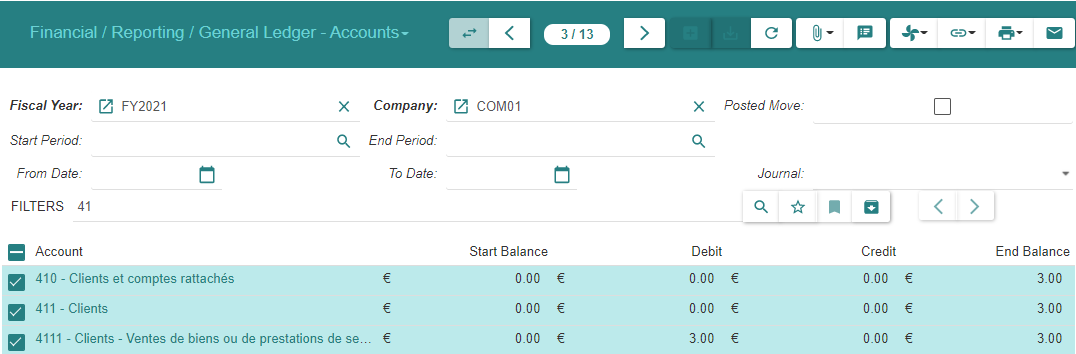 Financial / Reporting / General Ledger - Accounts
3 / 13
Fiscal Year: FY2021 Company: COM01 Posted Move:
Start Period: End Period:
From Date: To Date: Journal:
FILTERS 41
Account Start Balance Debit Credit End Balance
410 - Clients et comptes rattachés € 0.00 € 0.00 € 0.00 € 3.00
411 - Clients € 0.00 € 0.00 € 0.00 € 3.00
4111 - Clients - Ventes de biens ou de prestations de se... € 0.00 € 3.00 € 0.00 € 3.00